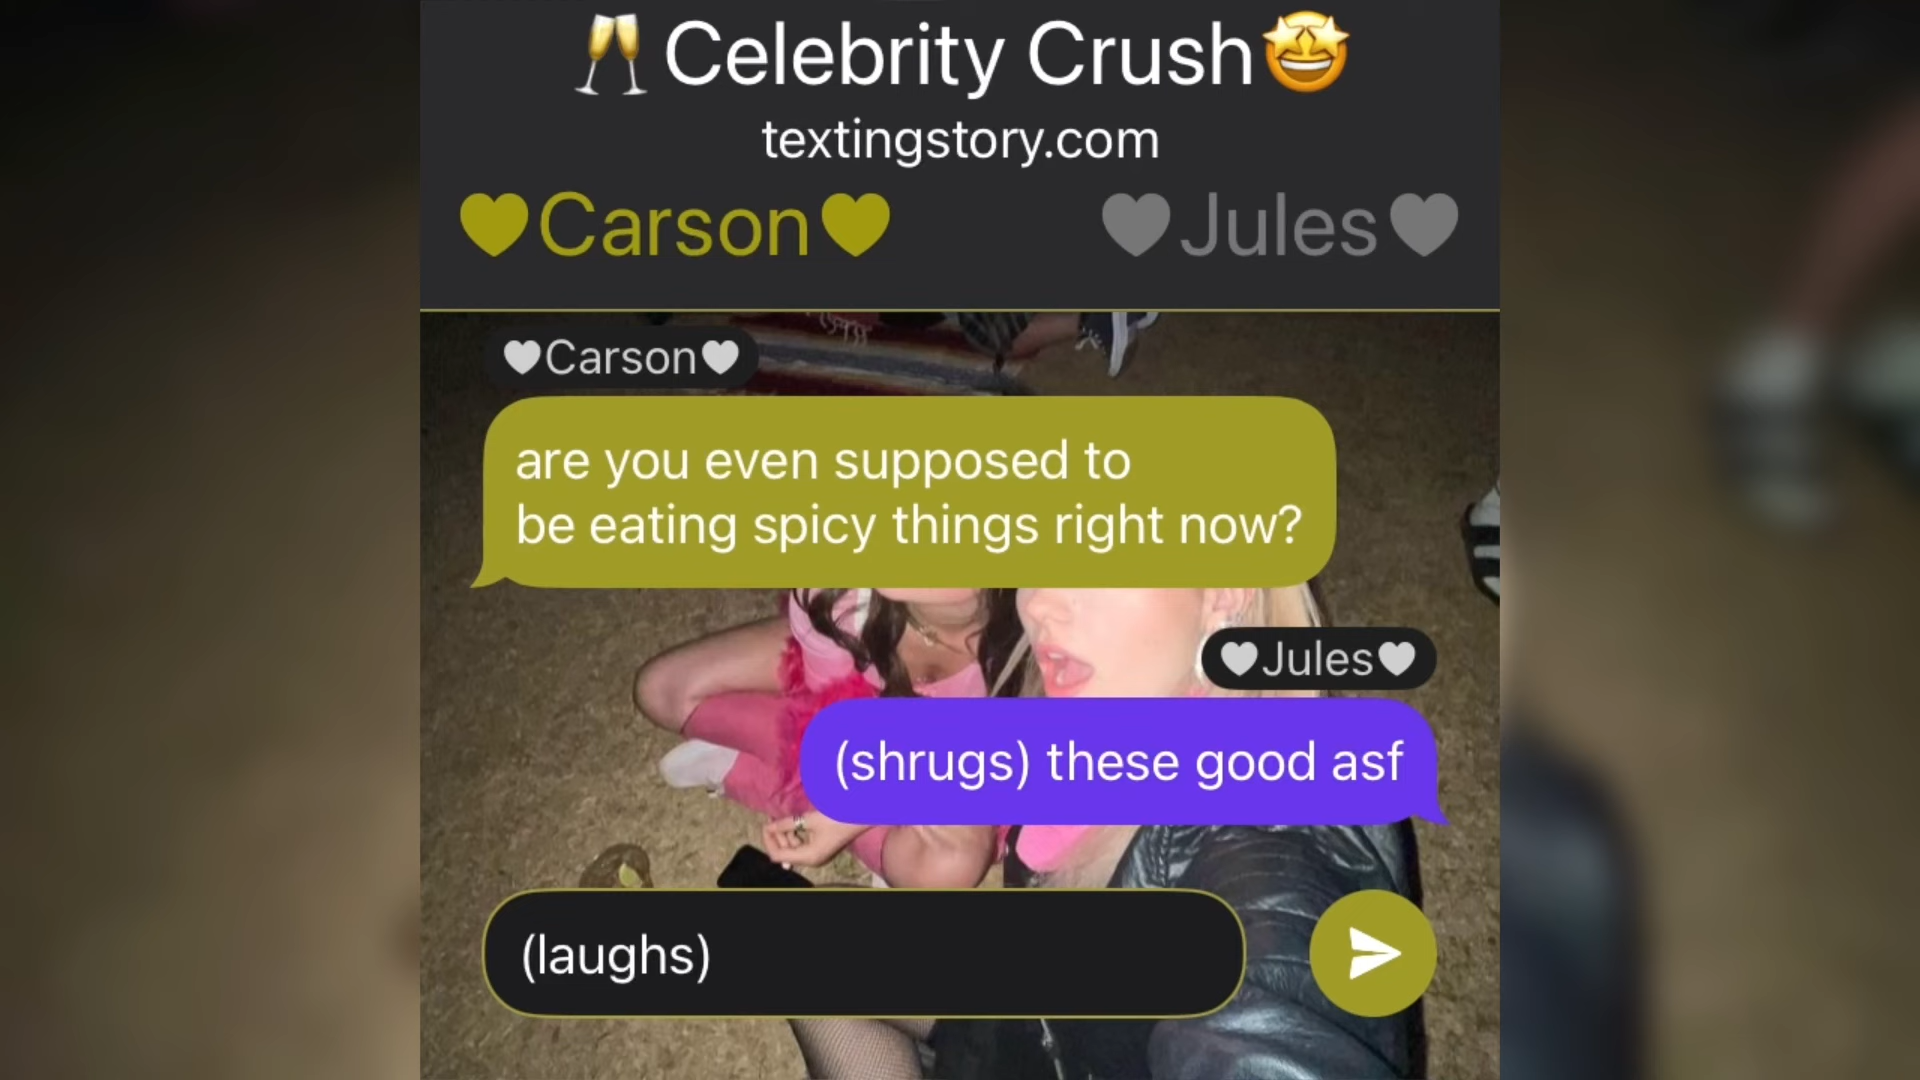 🥂Celebrity Crush🤩
textingstory.com
♥Carson♥ ♥Jules♥
♥Carson♥
are you even supposed to
be eating spicy things right now?
♥Jules♥
(shrugs) these good asf
(laughs)